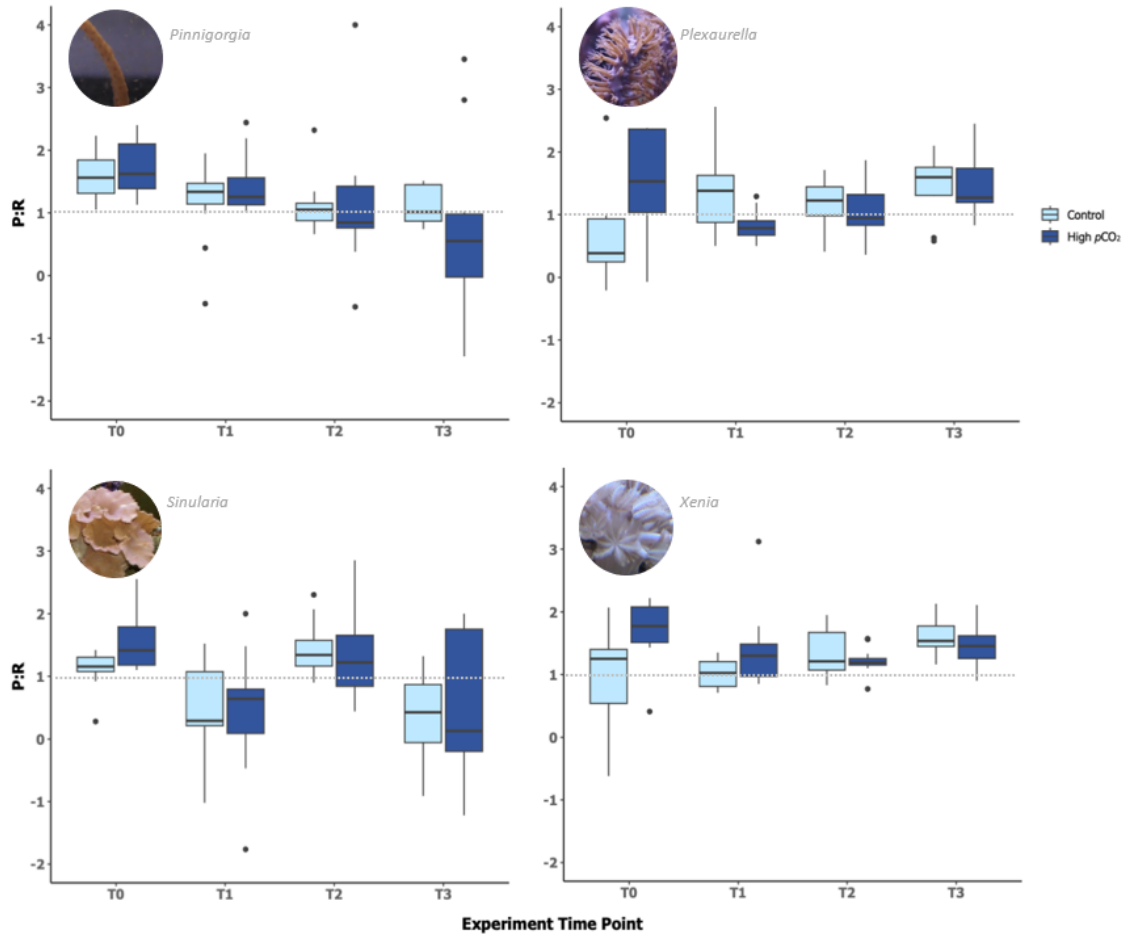 Pinnigorgia
4
3
2
1
0
-1
-2
P:R
T0 T1 T2 T3
Plexaurella
4
3
2
1
0
-1
-2
T0 T1 T2 T3
Control
High pCO₂
Sinularia
4
3
2
1
0
-1
-2
P:R
T0 T1 T2 T3
Xenia
4
3
2
1
0
-1
-2
T0 T1 T2 T3
Experiment Time Point